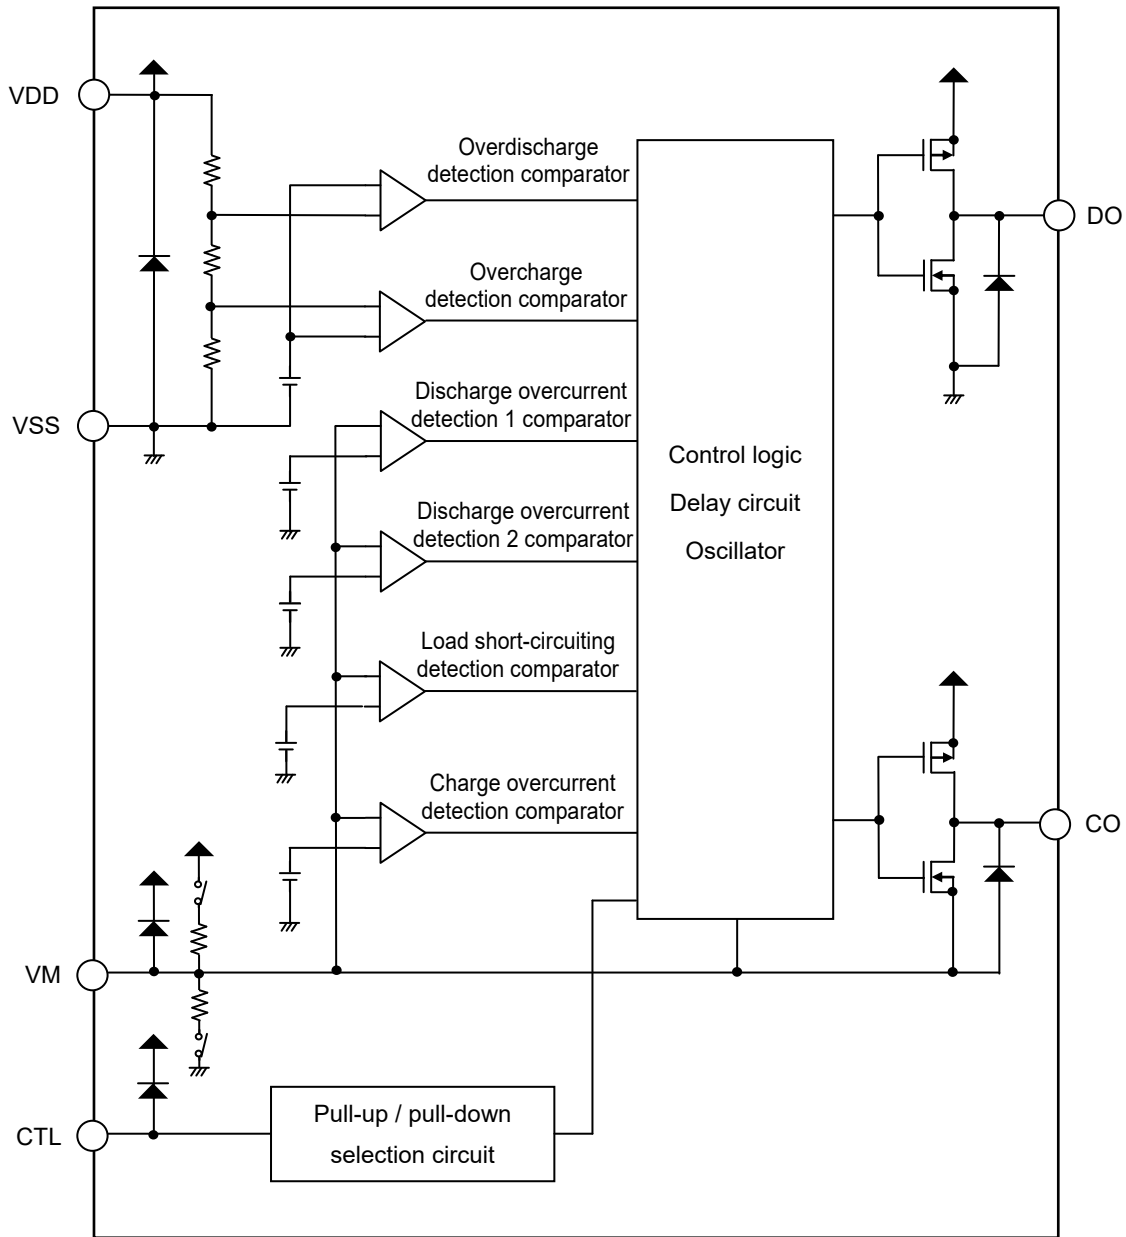 VDD
Overdischarge
detection comparator
DO
Overcharge
detection comparator
VSS
Discharge overcurrent
detection 1 comparator
Control logic
Delay circuit
Oscillator
Discharge overcurrent
detection 2 comparator
Load short-circuiting
detection comparator
Charge overcurrent
detection comparator
CO
VM
CTL
Pull-up / pull-down
selection circuit